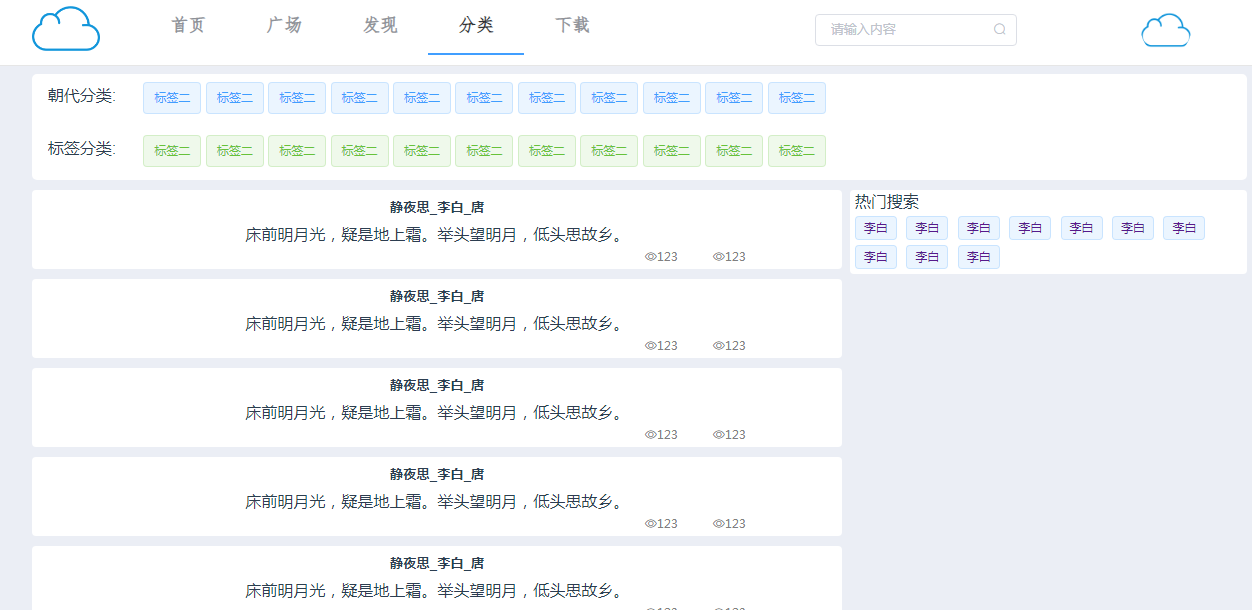 首页 广场 发现 分类 下载 请输入内容
朝代分类: 标签二 标签二 标签二 标签二 标签二 标签二 标签二 标签二 标签二 标签二 标签二
标签分类: 标签二 标签二 标签二 标签二 标签二 标签二 标签二 标签二 标签二 标签二 标签二
静夜思_李白_唐
床前明月光，疑是地上霜。举头望明月，低头思故乡。
123 123
热门搜索
李白 李白 李白 李白 李白 李白 李白
李白 李白 李白
静夜思_李白_唐
床前明月光，疑是地上霜。举头望明月，低头思故乡。
123 123
静夜思_李白_唐
床前明月光，疑是地上霜。举头望明月，低头思故乡。
123 123
静夜思_李白_唐
床前明月光，疑是地上霜。举头望明月，低头思故乡。
123 123
静夜思_李白_唐
床前明月光，疑是地上霜。举头望明月，低头思故乡。